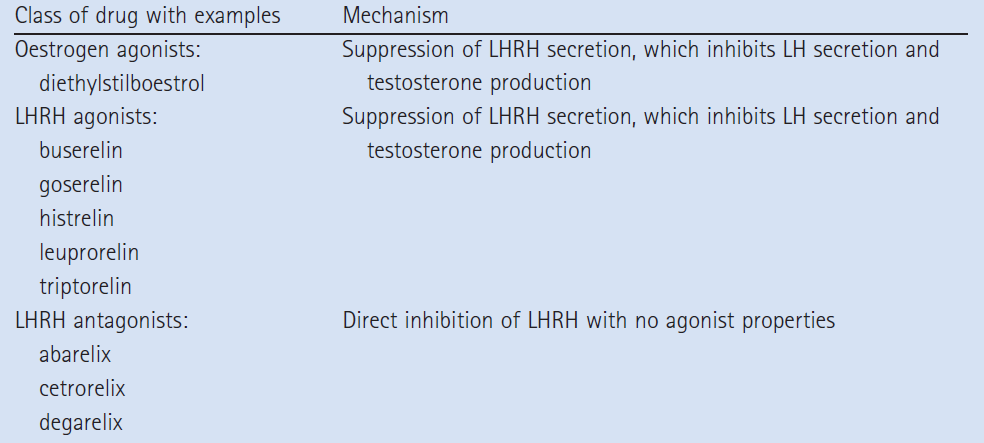 Class of drug with examples Mechanism
Oestrogen agonists: Suppression of LHRH secretion, which inhibits LH secretion and
diethylstilboestrol testosterone production
LHRH agonists: Suppression of LHRH secretion, which inhibits LH secretion and
buserelin testosterone production
goserelin
histrelin
leuprorelin
triptorelin
LHRH antagonists: Direct inhibition of LHRH with no agonist properties
abarelix
cetrorelix
degarelix